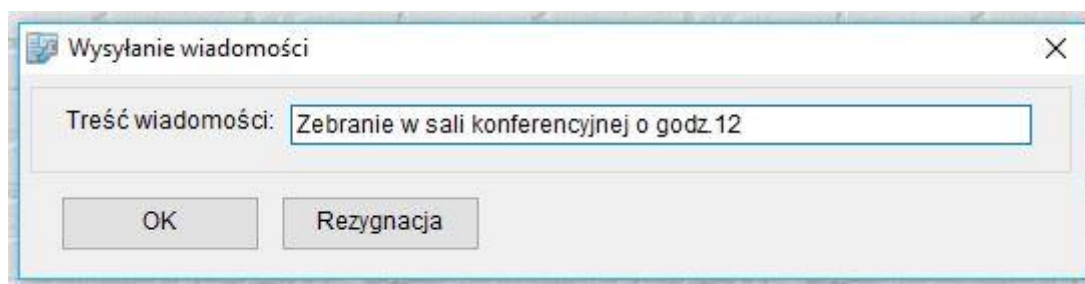 Wysyłanie wiadomości
Treść wiadomości: Zebranie w sali konferencyjnej o godz.12
OK Rezygnacja